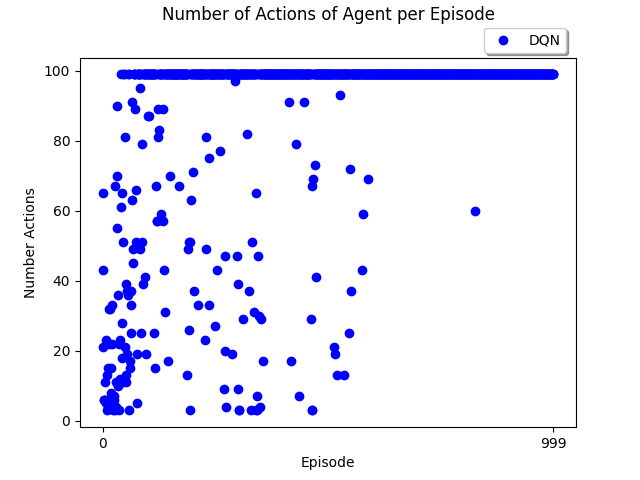 Number of Actions of Agent per Episode
DQN
100
80
60
40
20
0
Number Actions
0
999
Episode